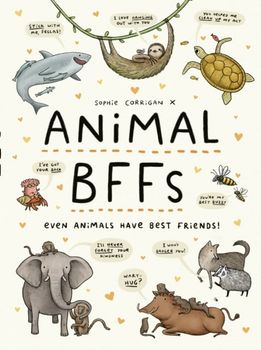 STICK WITH
ME, FELLAS!
I LOVE HANGING
OUT WITH YOU
YOU HELPED ME
CLEAN UP MY ACT
SOPHIE CORRIGAN X
ANiMAL
BFFs
I'VE GOT
YOUR BACK
YOU'RE MY
BEST BUZZ!
EVEN ANIMALS HAVE BEST FRIENDS!
I'LL NEVER
FORGET YOUR
KINDNESS
I WON'T
BADGER YOU!
WART-
HUG?